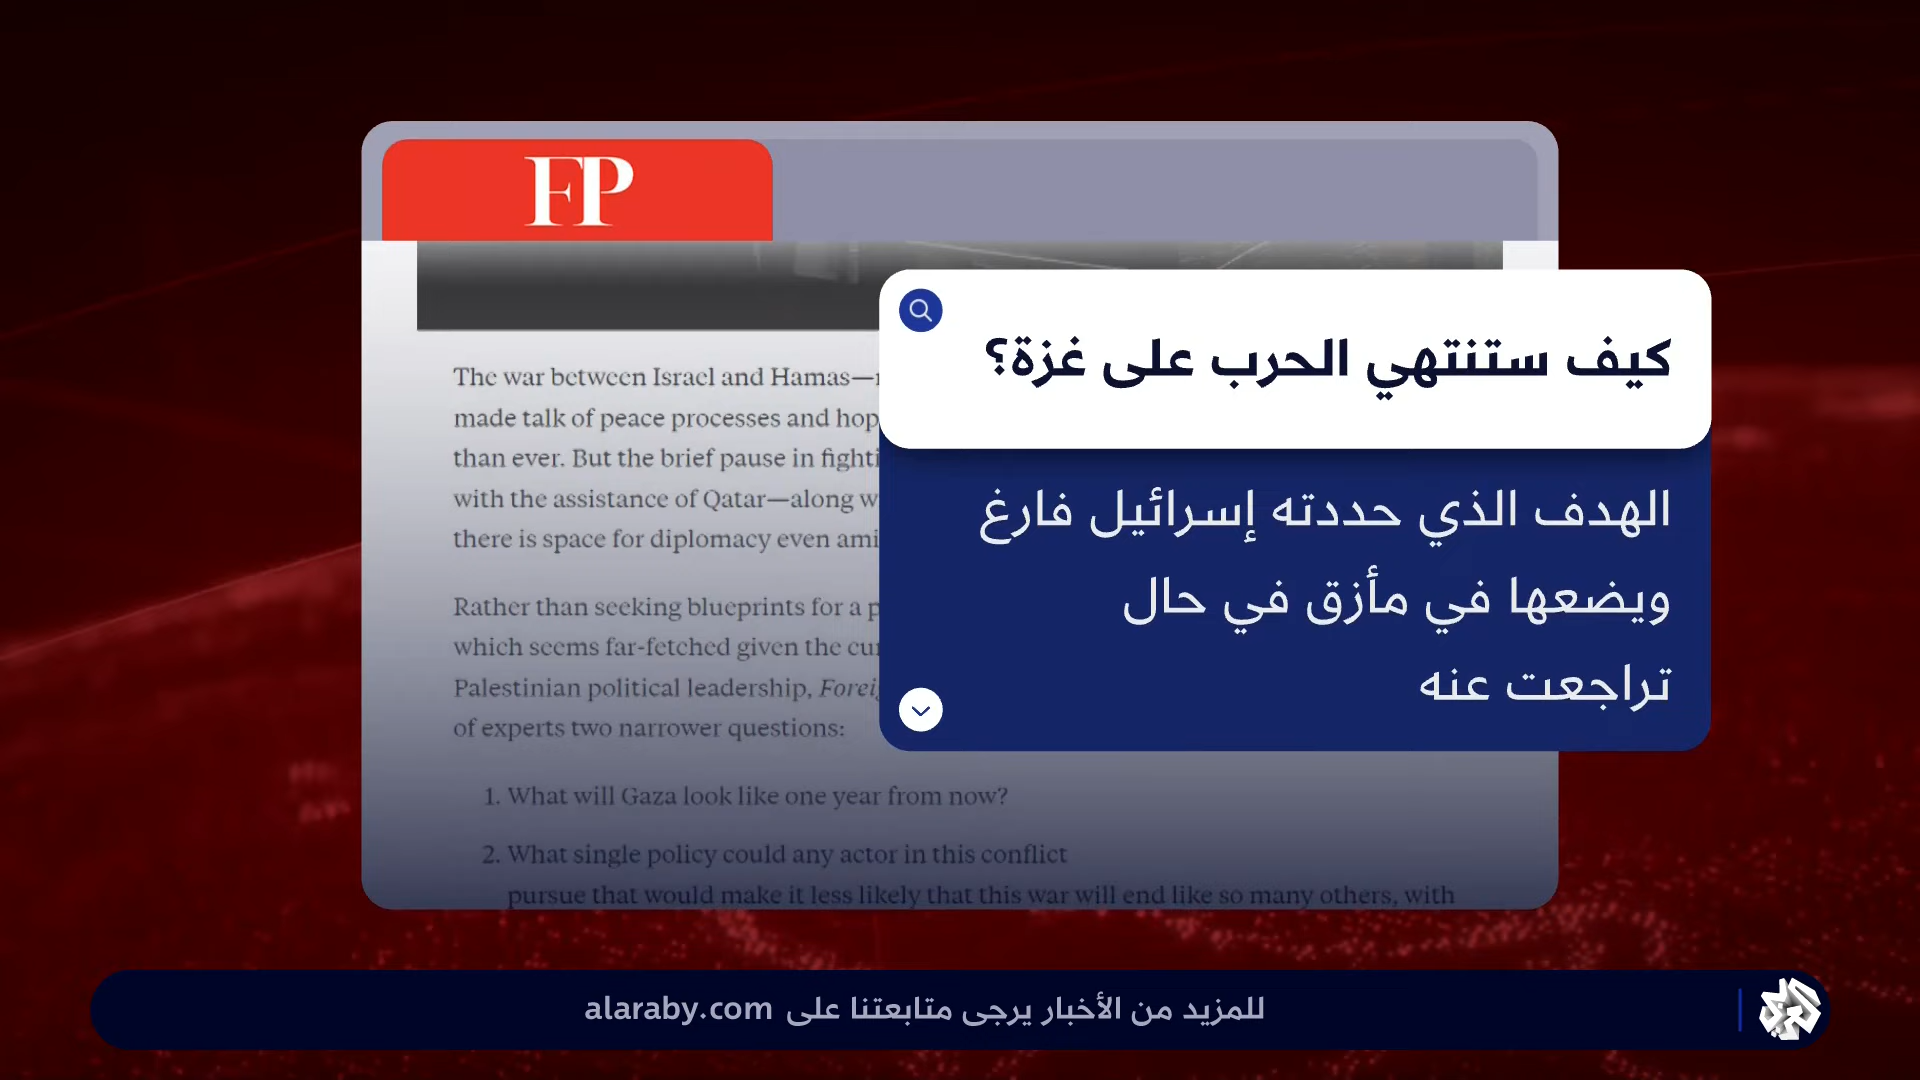 FP
كيف ستنتهي الحرب على غزة؟
الهدف الذي حددته إسرائيل فارغ
ويضعها في مأزق في حال
تراجعت عنه
The war between Israel and Hamas—
made talk of peace processes and hop
than ever. But the brief pause in fighti
with the assistance of Qatar—along w
there is space for diplomacy even ami
Rather than seeking blueprints for a p
which seems far-fetched given the cu
Palestinian political leadership, Forei
of experts two narrower questions:
1. What will Gaza look like one year from now?
2. What single policy could any actor in this conflict
pursue that would make it less likely that this war will end like so many others, with
للمزيد من الأخبار يرجى متابعتنا على alaraby.com